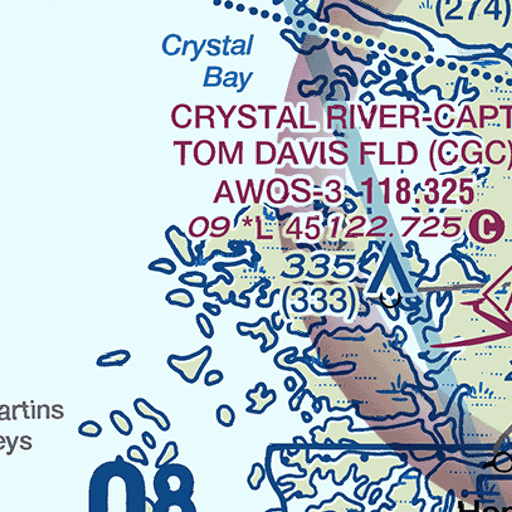 (274)
Crystal
Bay
CRYSTAL RIVER-CAPT
TOM DAVIS FLD (CGC)
AWOS-3 118.325
09 *L 45 122.725 C
335
(333)
artins
eys
08